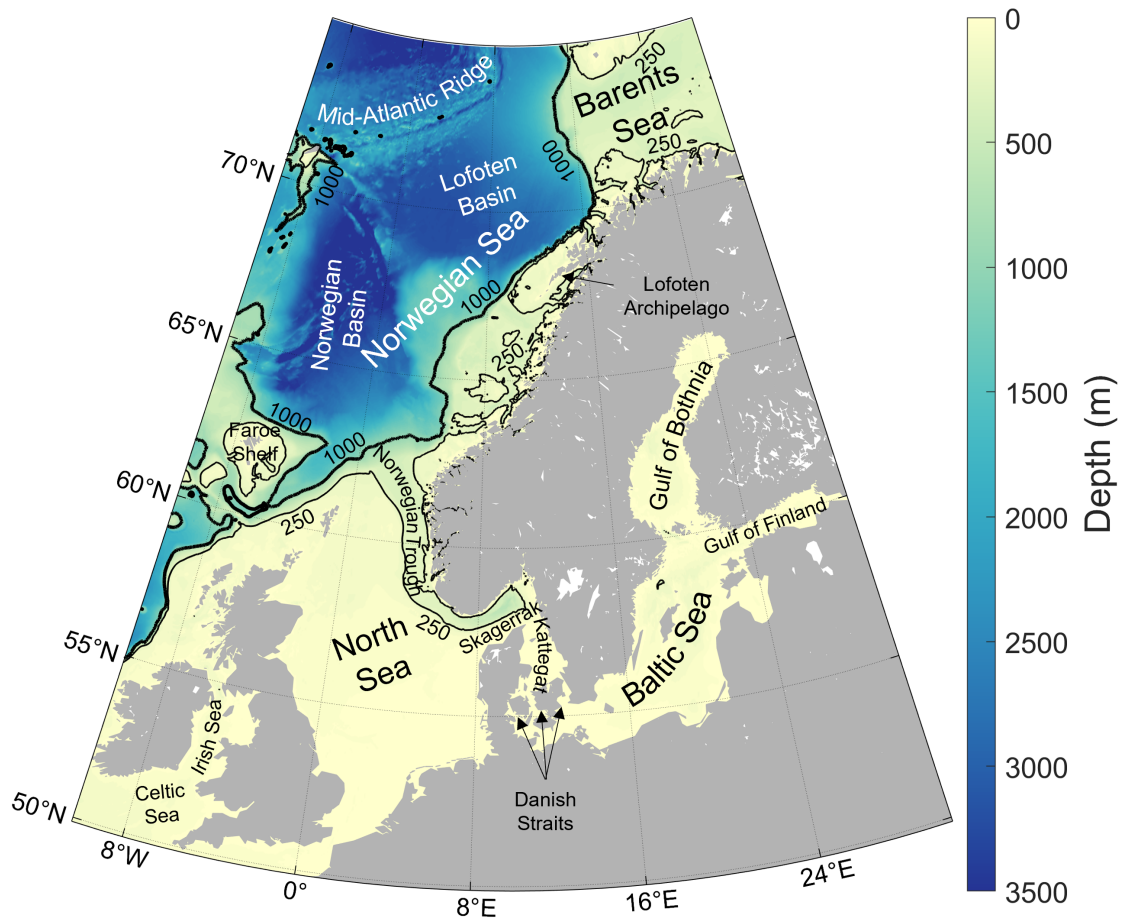 0
250
Mid-Atlantic Ridge
Barents
Sea
500
250
70°N
1000
1000
Lofoten
Basin
Norwegian Sea
1000
Norwegian
Basin
1000
Lofoten
Archipelago
65°N
250
Gulf of Bothnia
1500
Depth (m)
1000
Faroe
Shelf
1000
60°N
Norwegian Trough
250
Gulf of Finland
2000
55°N
North
Sea
250
Skagerrak
Kattegat
Baltic Sea
2500
Irish Sea
3000
Celtic
Sea
Danish
Straits
50°N
8°W
0°
8°E
16°E
24°E
3500